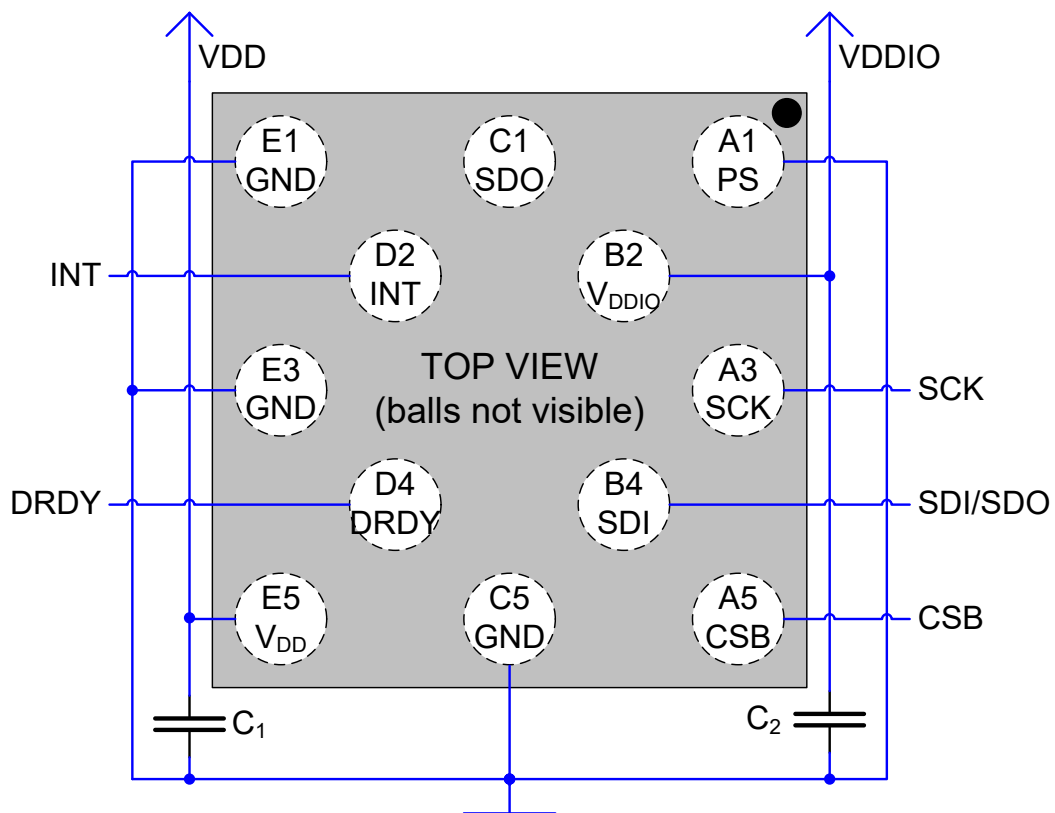 VDD
VDDIO
E1
GND
C1
SDO
A1
PS
INT
D2
INT
B2
VDDIO
E3
GND
TOP VIEW
(balls not visible)
A3
SCK
SCK
DRDY
D4
DRDY
B4
SDI
SDI/SDO
E5
VDD
C5
GND
A5
CSB
CSB
C1
C2